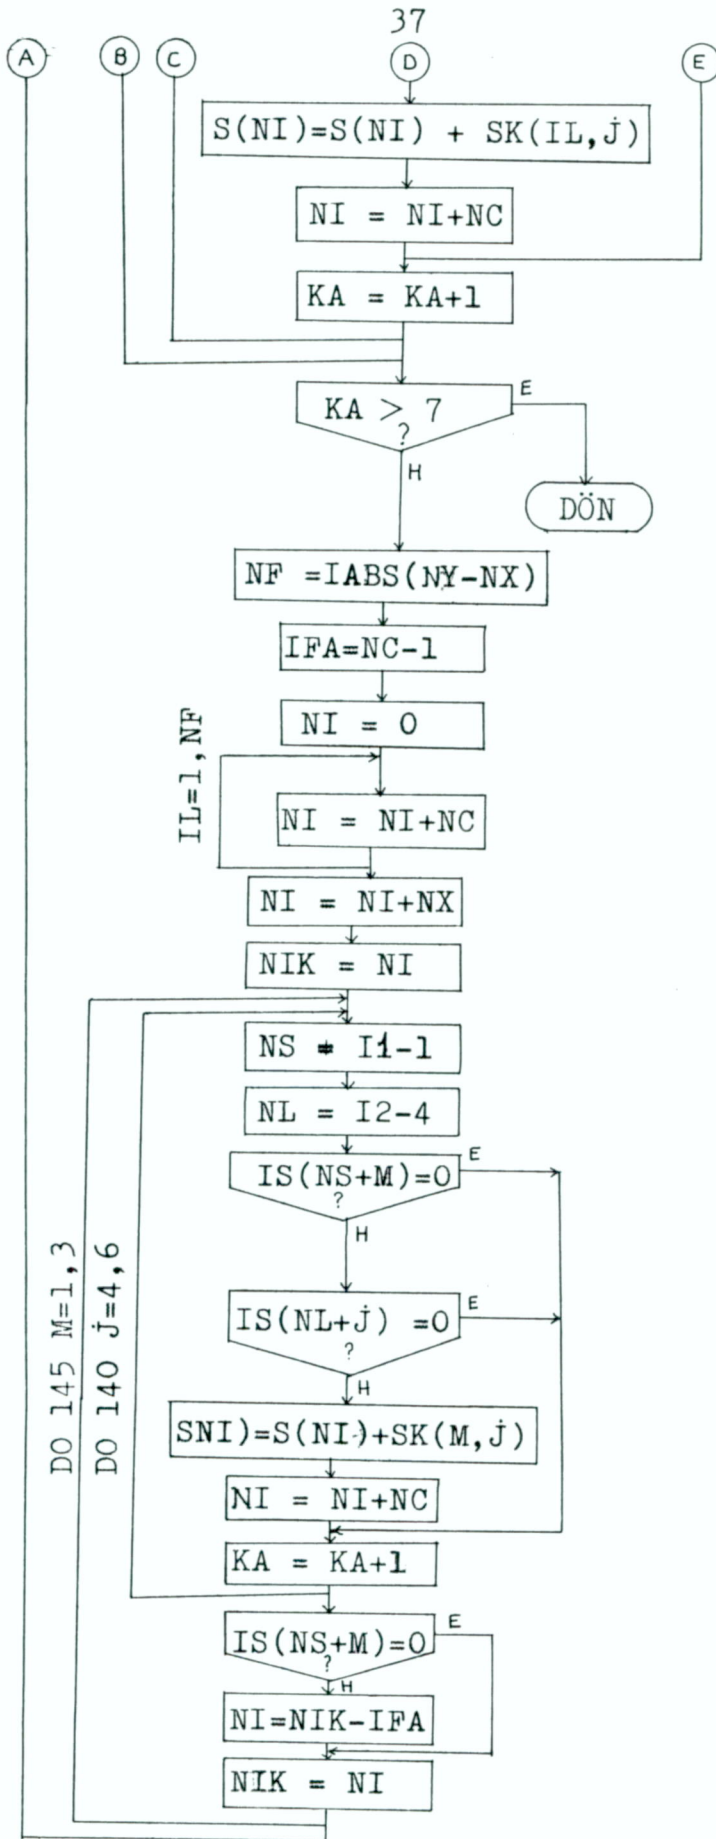 37
A B C D E
S(NI)=S(NI) + SK(IL,j)
NI = NI+NC
KA = KA+1
KA > 7
?
E
H
DÖN
NF =IABS(NY-NX)
IFA=NC-1
NI = 0
IL=1,NF
NI = NI+NC
NI = NI+NX
NIK = NI
NS = I1-1
NL = I2-4
IS(NS+M)=0
?
E
H
IS(NL+j) =0
?
E
H
DO 145 M=1,3
DO 140 j=4,6
SNI)=S(NI)+SK(M,j)
NI = NI+NC
KA = KA+1
IS(NS+M)=0
?
E
H
NI=NIK-IFA
NIK = NI